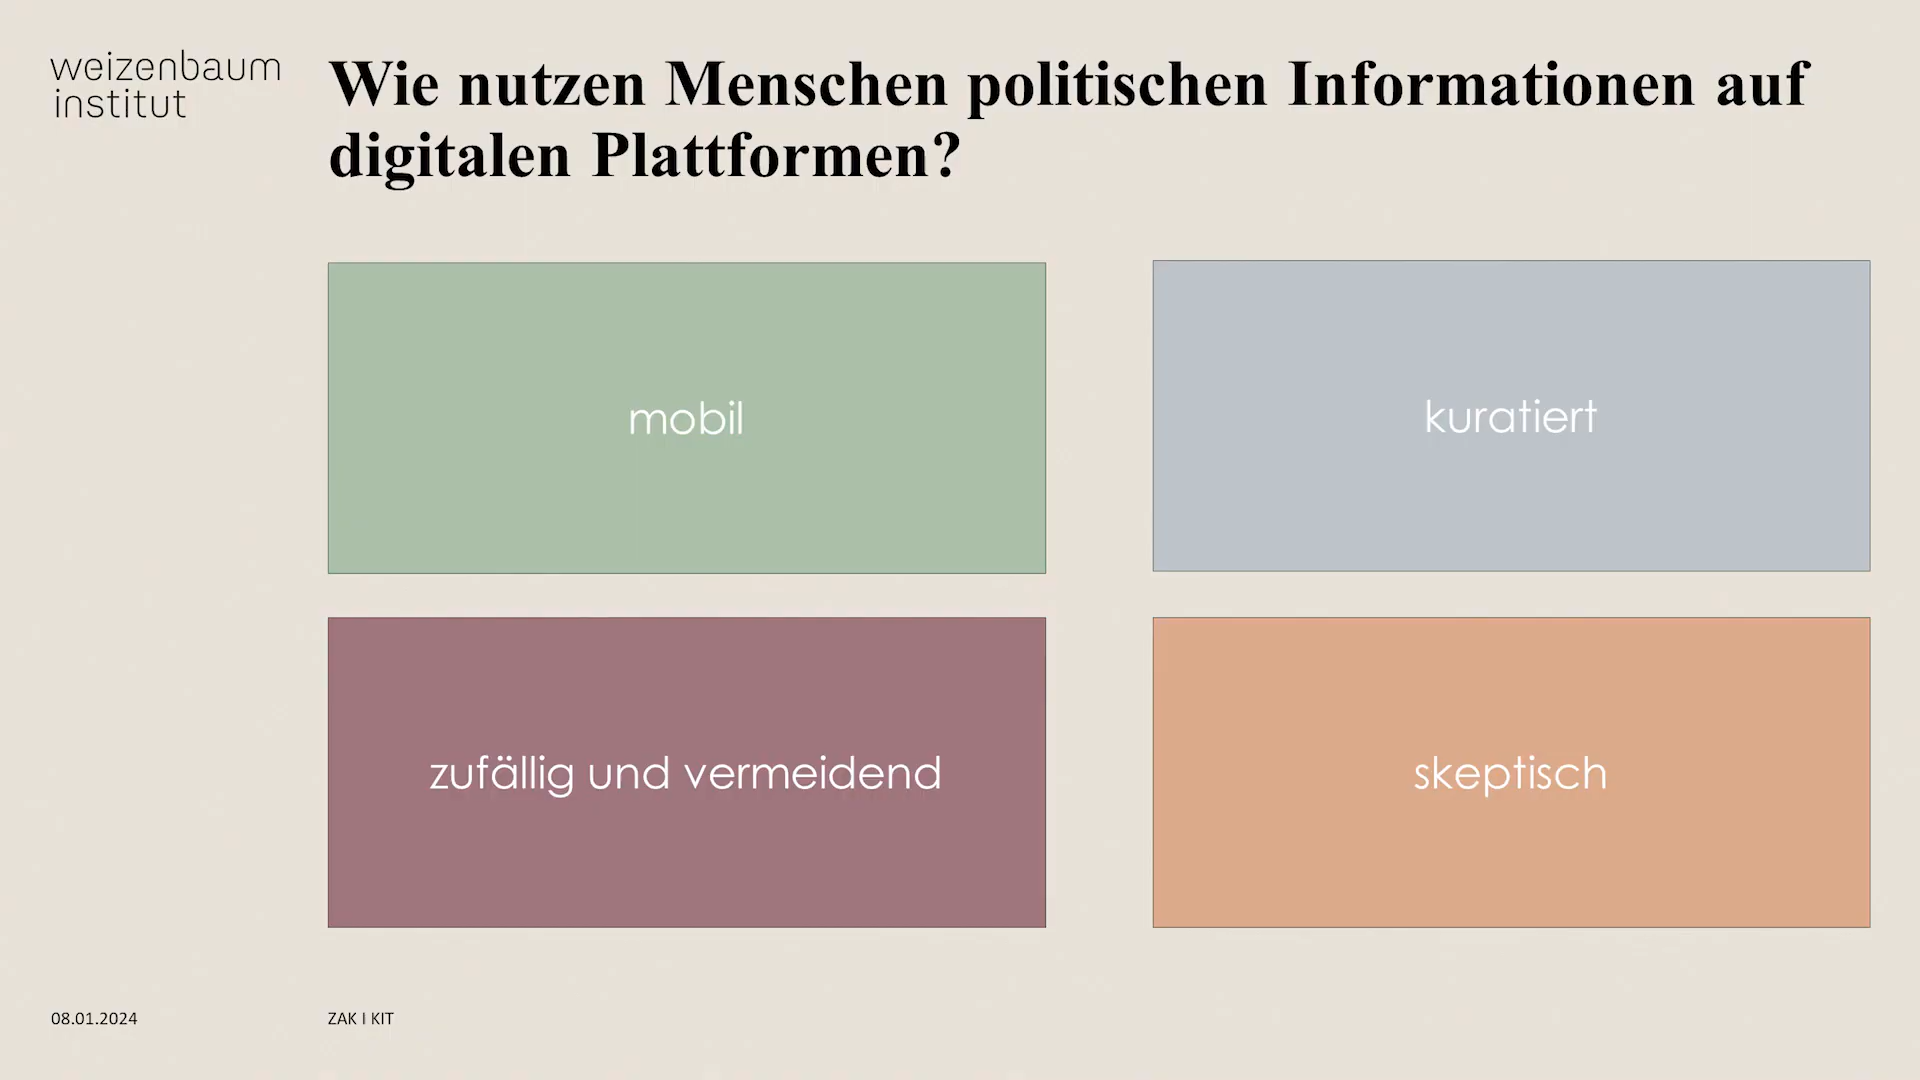 weizenbaum
institut
Wie nutzen Menschen politischen Informationen auf
digitalen Plattformen?
mobil
kuratiert
zufällig und vermeidend
skeptisch
08.01.2024
ZAK I KIT